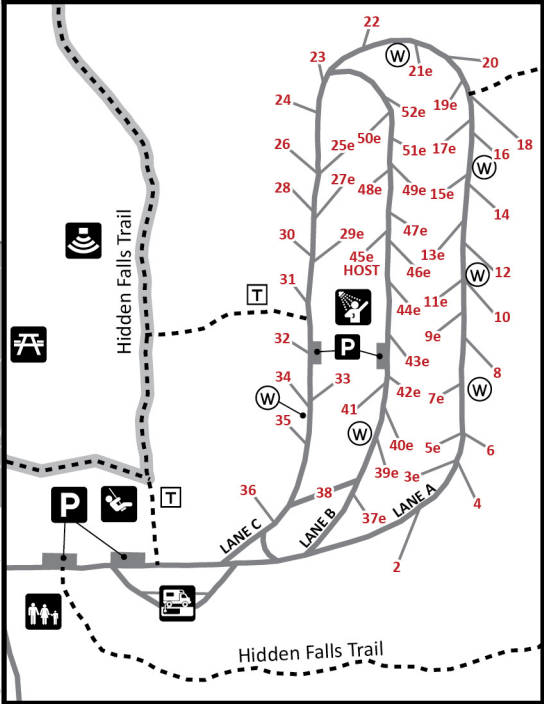 22
W
20
23
21e
24
52e
19e
18
50e
26
25e
51e
17e
16
W
27e
28
48e
49e
15e
14
30
29e
47e
45e
13e
HOST
46e
12
W
31
T
44e
11e
10
9e
32
P
43e
8
34
33
42e
7e
W
W
41
35
W
40e
5e
6
39e
3e
36
38
4
37e
LANE A
LANE B
LANE C
2
Hidden Falls Trail
T
P
Hidden Falls Trail